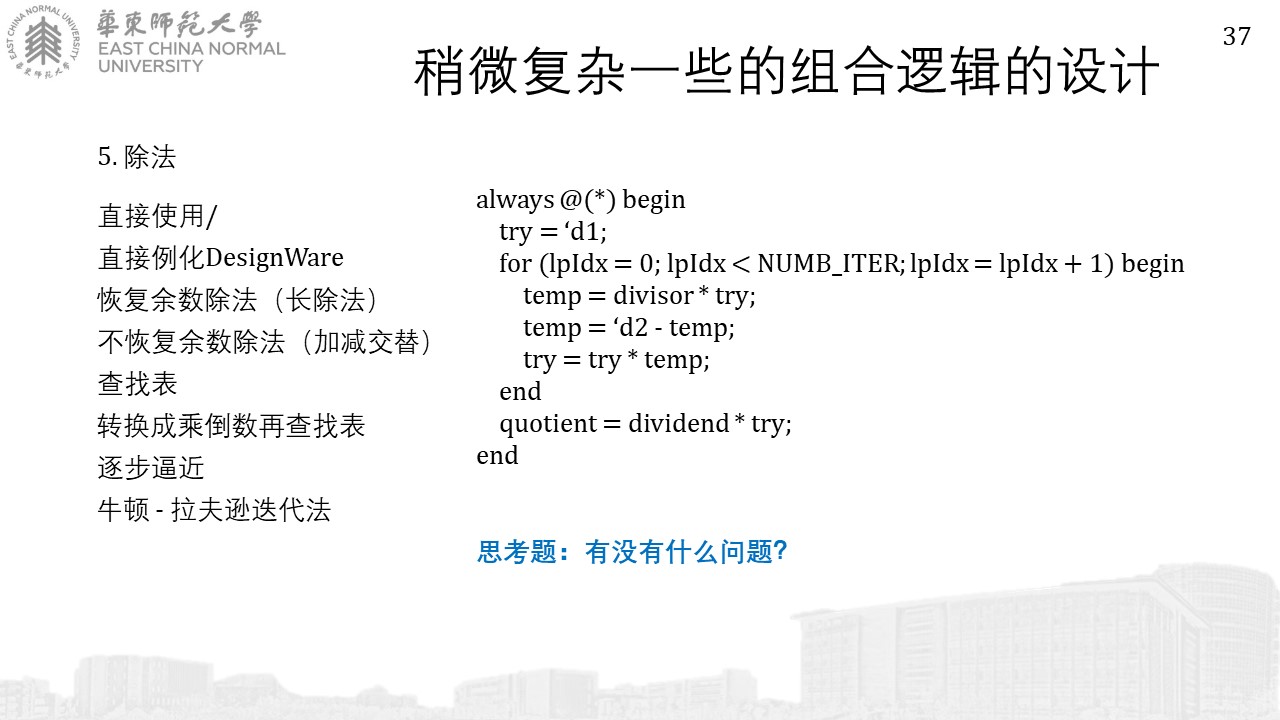 華東師範大學
EAST CHINA NORMAL
UNIVERSITY
EAST CHINA NORMAL UNIVERSITY
華東師範大學
37
稍微复杂一些的组合逻辑的设计
5. 除法
直接使用/
直接例化DesignWare
恢复余数除法（长除法）
不恢复余数除法（加减交替）
查找表
转换成乘倒数再查找表
逐步逼近
牛顿 - 拉夫逊迭代法
always @(*) begin
try = ‘d1;
for (lpIdx = 0; lpIdx < NUMB_ITER; lpIdx = lpIdx + 1) begin
temp = divisor * try;
temp = ‘d2 - temp;
try = try * temp;
end
quotient = dividend * try;
end
思考题：有没有什么问题?